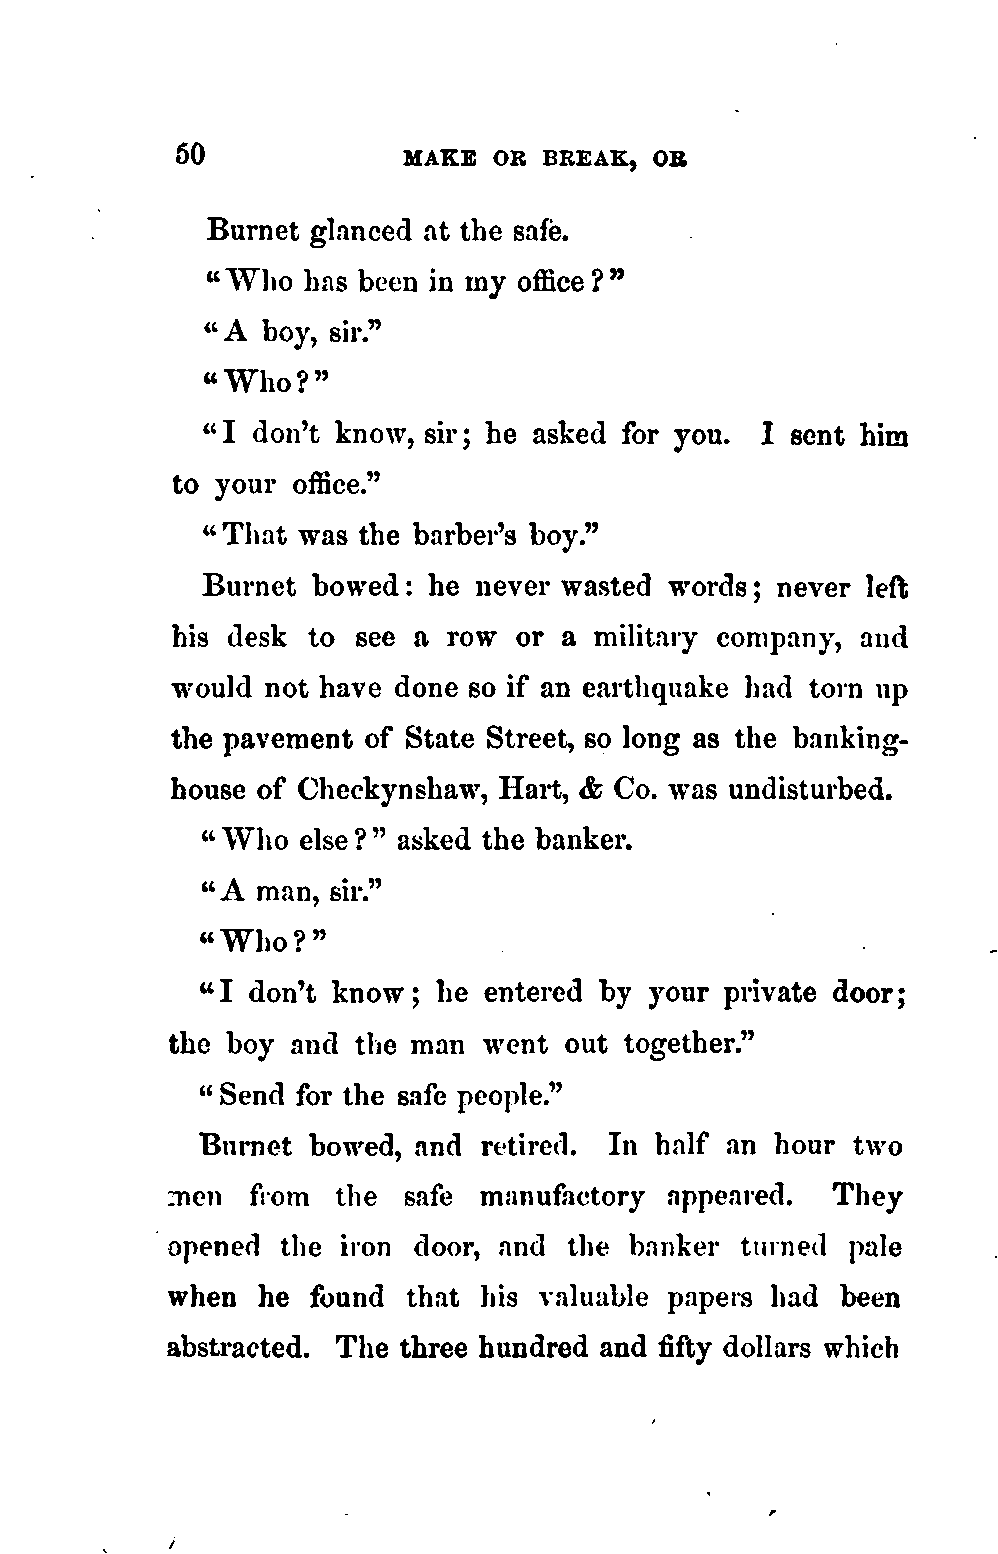 50 MAKE OR BREAK, OR
Burnet glanced at the safe.
“Who has been in my office?”
“A boy, sir.”
“Who?”
“I don’t know, sir; he asked for you. I sent him
to your office.”
“That was the barber’s boy.”
Burnet bowed: he never wasted words; never left
his desk to see a row or a military company, and
would not have done so if an earthquake had torn up
the pavement of State Street, so long as the banking-
house of Checkynshaw, Hart, & Co. was undisturbed.
“Who else?” asked the banker.
“A man, sir.”
“Who?”
“I don’t know; he entered by your private door;
the boy and the man went out together.”
“Send for the safe people.”
Burnet bowed, and retired. In half an hour two
men from the safe manufactory appeared. They
opened the iron door, and the banker turned pale
when he found that his valuable papers had been
abstracted. The three hundred and fifty dollars which